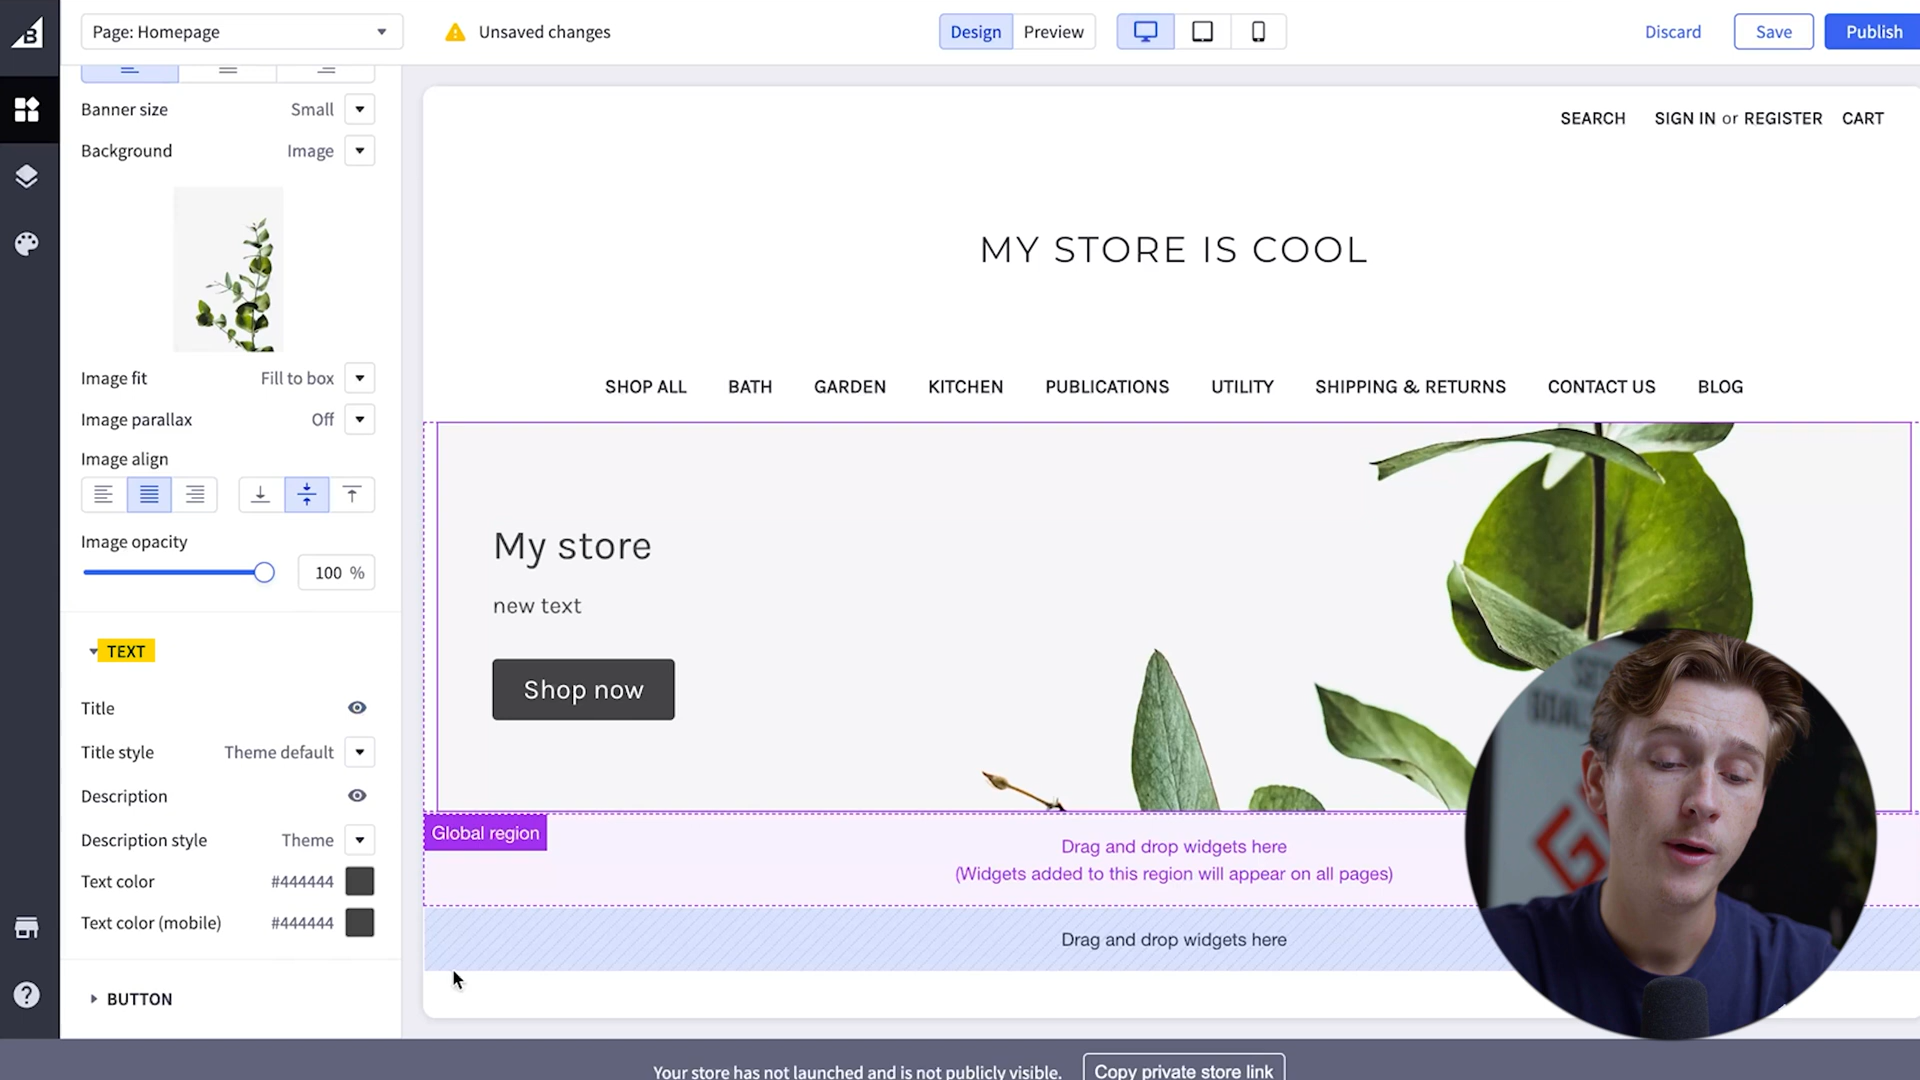 Page: Homepage
Unsaved changes
Design
Preview
Discard
Save
Publish
Banner size
Small
Background
Image
Image fit
Fill to box
Image parallax
Off
Image align
Image opacity
100 %
TEXT
Title
Title style
Theme default
Description
Description style
Theme
Text color
#444444
Text color (mobile)
#444444
BUTTON
SEARCH
SIGN IN or REGISTER
CART
MY STORE IS COOL
SHOP ALL
BATH
GARDEN
KITCHEN
PUBLICATIONS
UTILITY
SHIPPING & RETURNS
CONTACT US
BLOG
My store
new text
Shop now
Global region
Drag and drop widgets here
(Widgets added to this region will appear on all pages)
Drag and drop widgets here
Your store has not launched and is not publicly visible.
Copy private store link